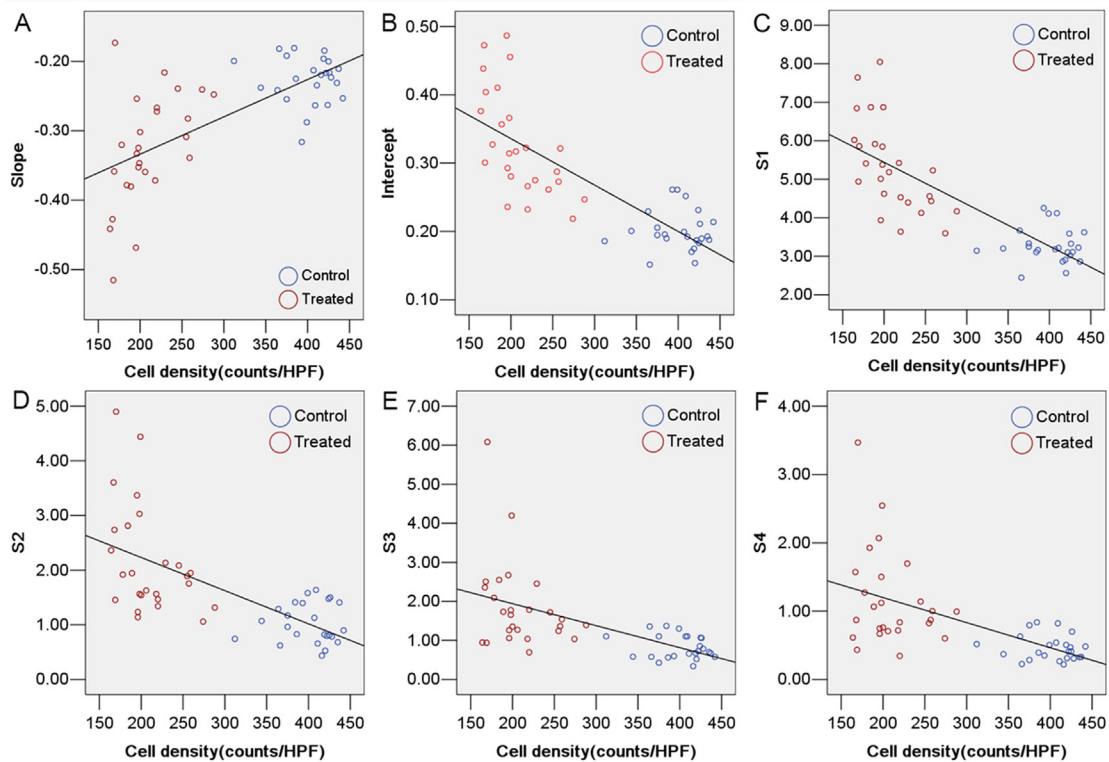 A
Slope
-0.20
-0.30
-0.40
-0.50
Control
Treated
150 200 250 300 350 400 450
Cell density(counts/HPF)
B
Intercept
0.50
0.40
0.30
0.20
0.10
Control
Treated
150 200 250 300 350 400 450
Cell density(counts/HPF)
C
S1
9.00
8.00
7.00
6.00
5.00
4.00
3.00
2.00
Control
Treated
150 200 250 300 350 400 450
Cell density(counts/HPF)
D
S2
5.00
4.00
3.00
2.00
1.00
0.00
Control
Treated
150 200 250 300 350 400 450
Cell density(counts/HPF)
E
S3
7.00
6.00
5.00
4.00
3.00
2.00
1.00
0.00
Control
Treated
150 200 250 300 350 400 450
Cell density(counts/HPF)
F
S4
4.00
3.00
2.00
1.00
0.00
Control
Treated
150 200 250 300 350 400 450
Cell density(counts/HPF)